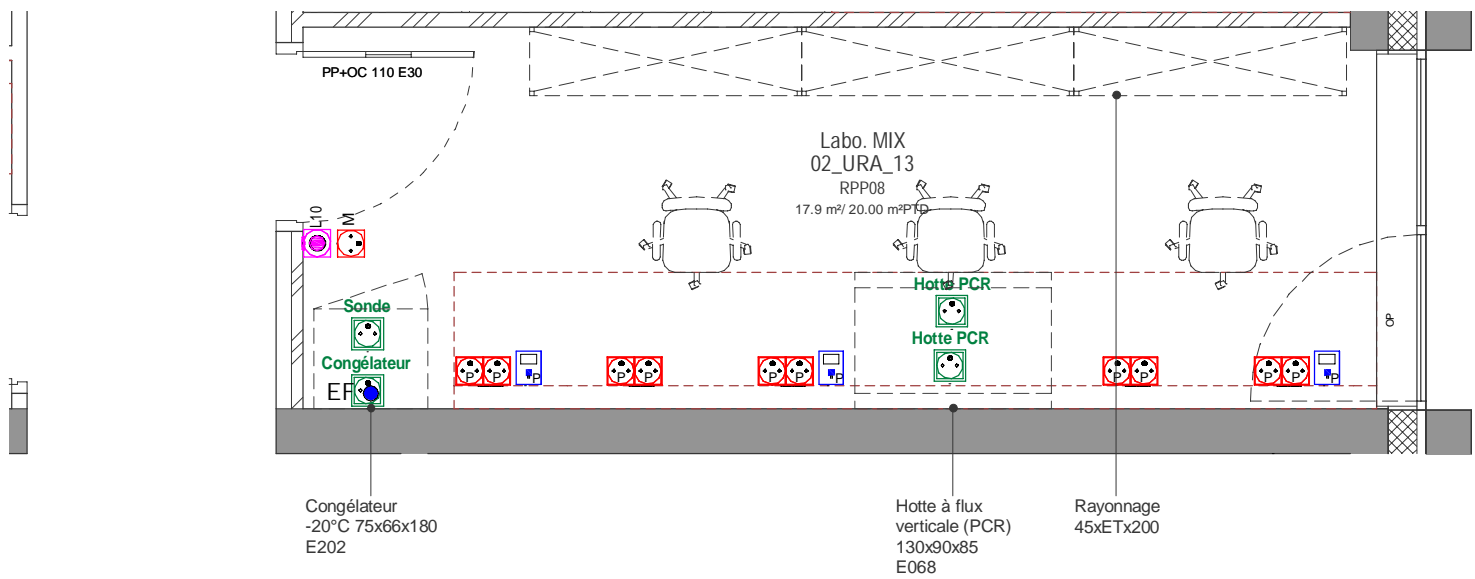 PP+OC 110 E30
Labo. MIX
02_URA_13
RPP08
17.9 m²/ 20.00 m²PTD
L10
M
Sonde
Congélateur
EF
Hotte PCR
Hotte PCR
P P P
P P
P P P
P P
P P P
OP
Congélateur
-20°C 75x66x180
E202
Hotte à flux
verticale (PCR)
130x90x85
E068
Rayonnage
45xETx200